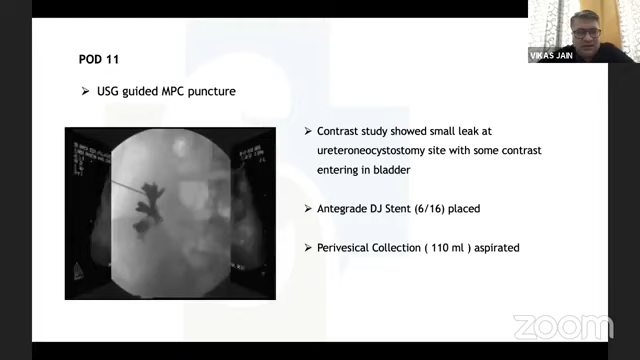 POD 11
➢ USG guided MPC puncture
➢ Contrast study showed small leak at
ureteroneocystostomy site with some contrast
entering in bladder
➢ Antegrade DJ Stent (6/16) placed
➢ Perivesical Collection ( 110 ml ) aspirated
VIKAS JAIN
zoom